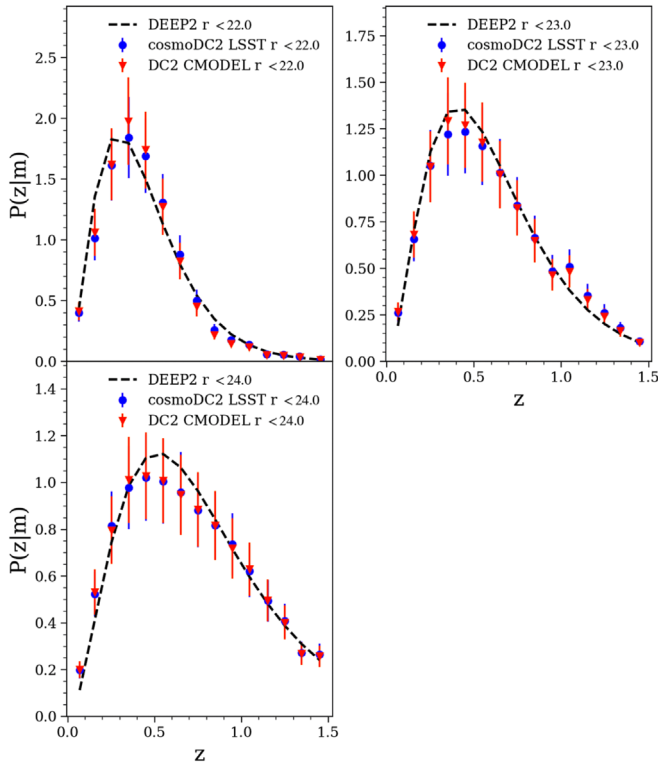 DEEP2 r <22.0
cosmoDC2 LSST r <22.0
DC2 CMODEL r <22.0
2.5
2.0
1.5
1.0
0.5
0.0
P(z|m)
DEEP2 r <23.0
cosmoDC2 LSST r <23.0
DC2 CMODEL r <23.0
1.75
1.50
1.25
1.00
0.75
0.50
0.25
0.00
0.0 0.5 1.0 1.5
z
DEEP2 r <24.0
cosmoDC2 LSST r <24.0
DC2 CMODEL r <24.0
1.4
1.2
1.0
0.8
0.6
0.4
0.2
0.0
P(z|m)
0.0 0.5 1.0 1.5
z